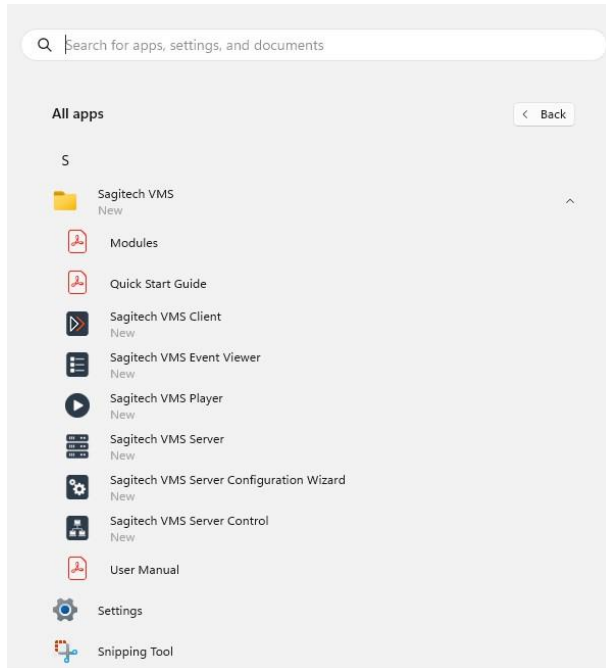 Search for apps, settings, and documents
All apps
Back
S
Sagitech VMS
New
Modules
Quick Start Guide
Sagitech VMS Client
New
Sagitech VMS Event Viewer
New
Sagitech VMS Player
New
Sagitech VMS Server
New
Sagitech VMS Server Configuration Wizard
New
Sagitech VMS Server Control
New
User Manual
Settings
Snipping Tool